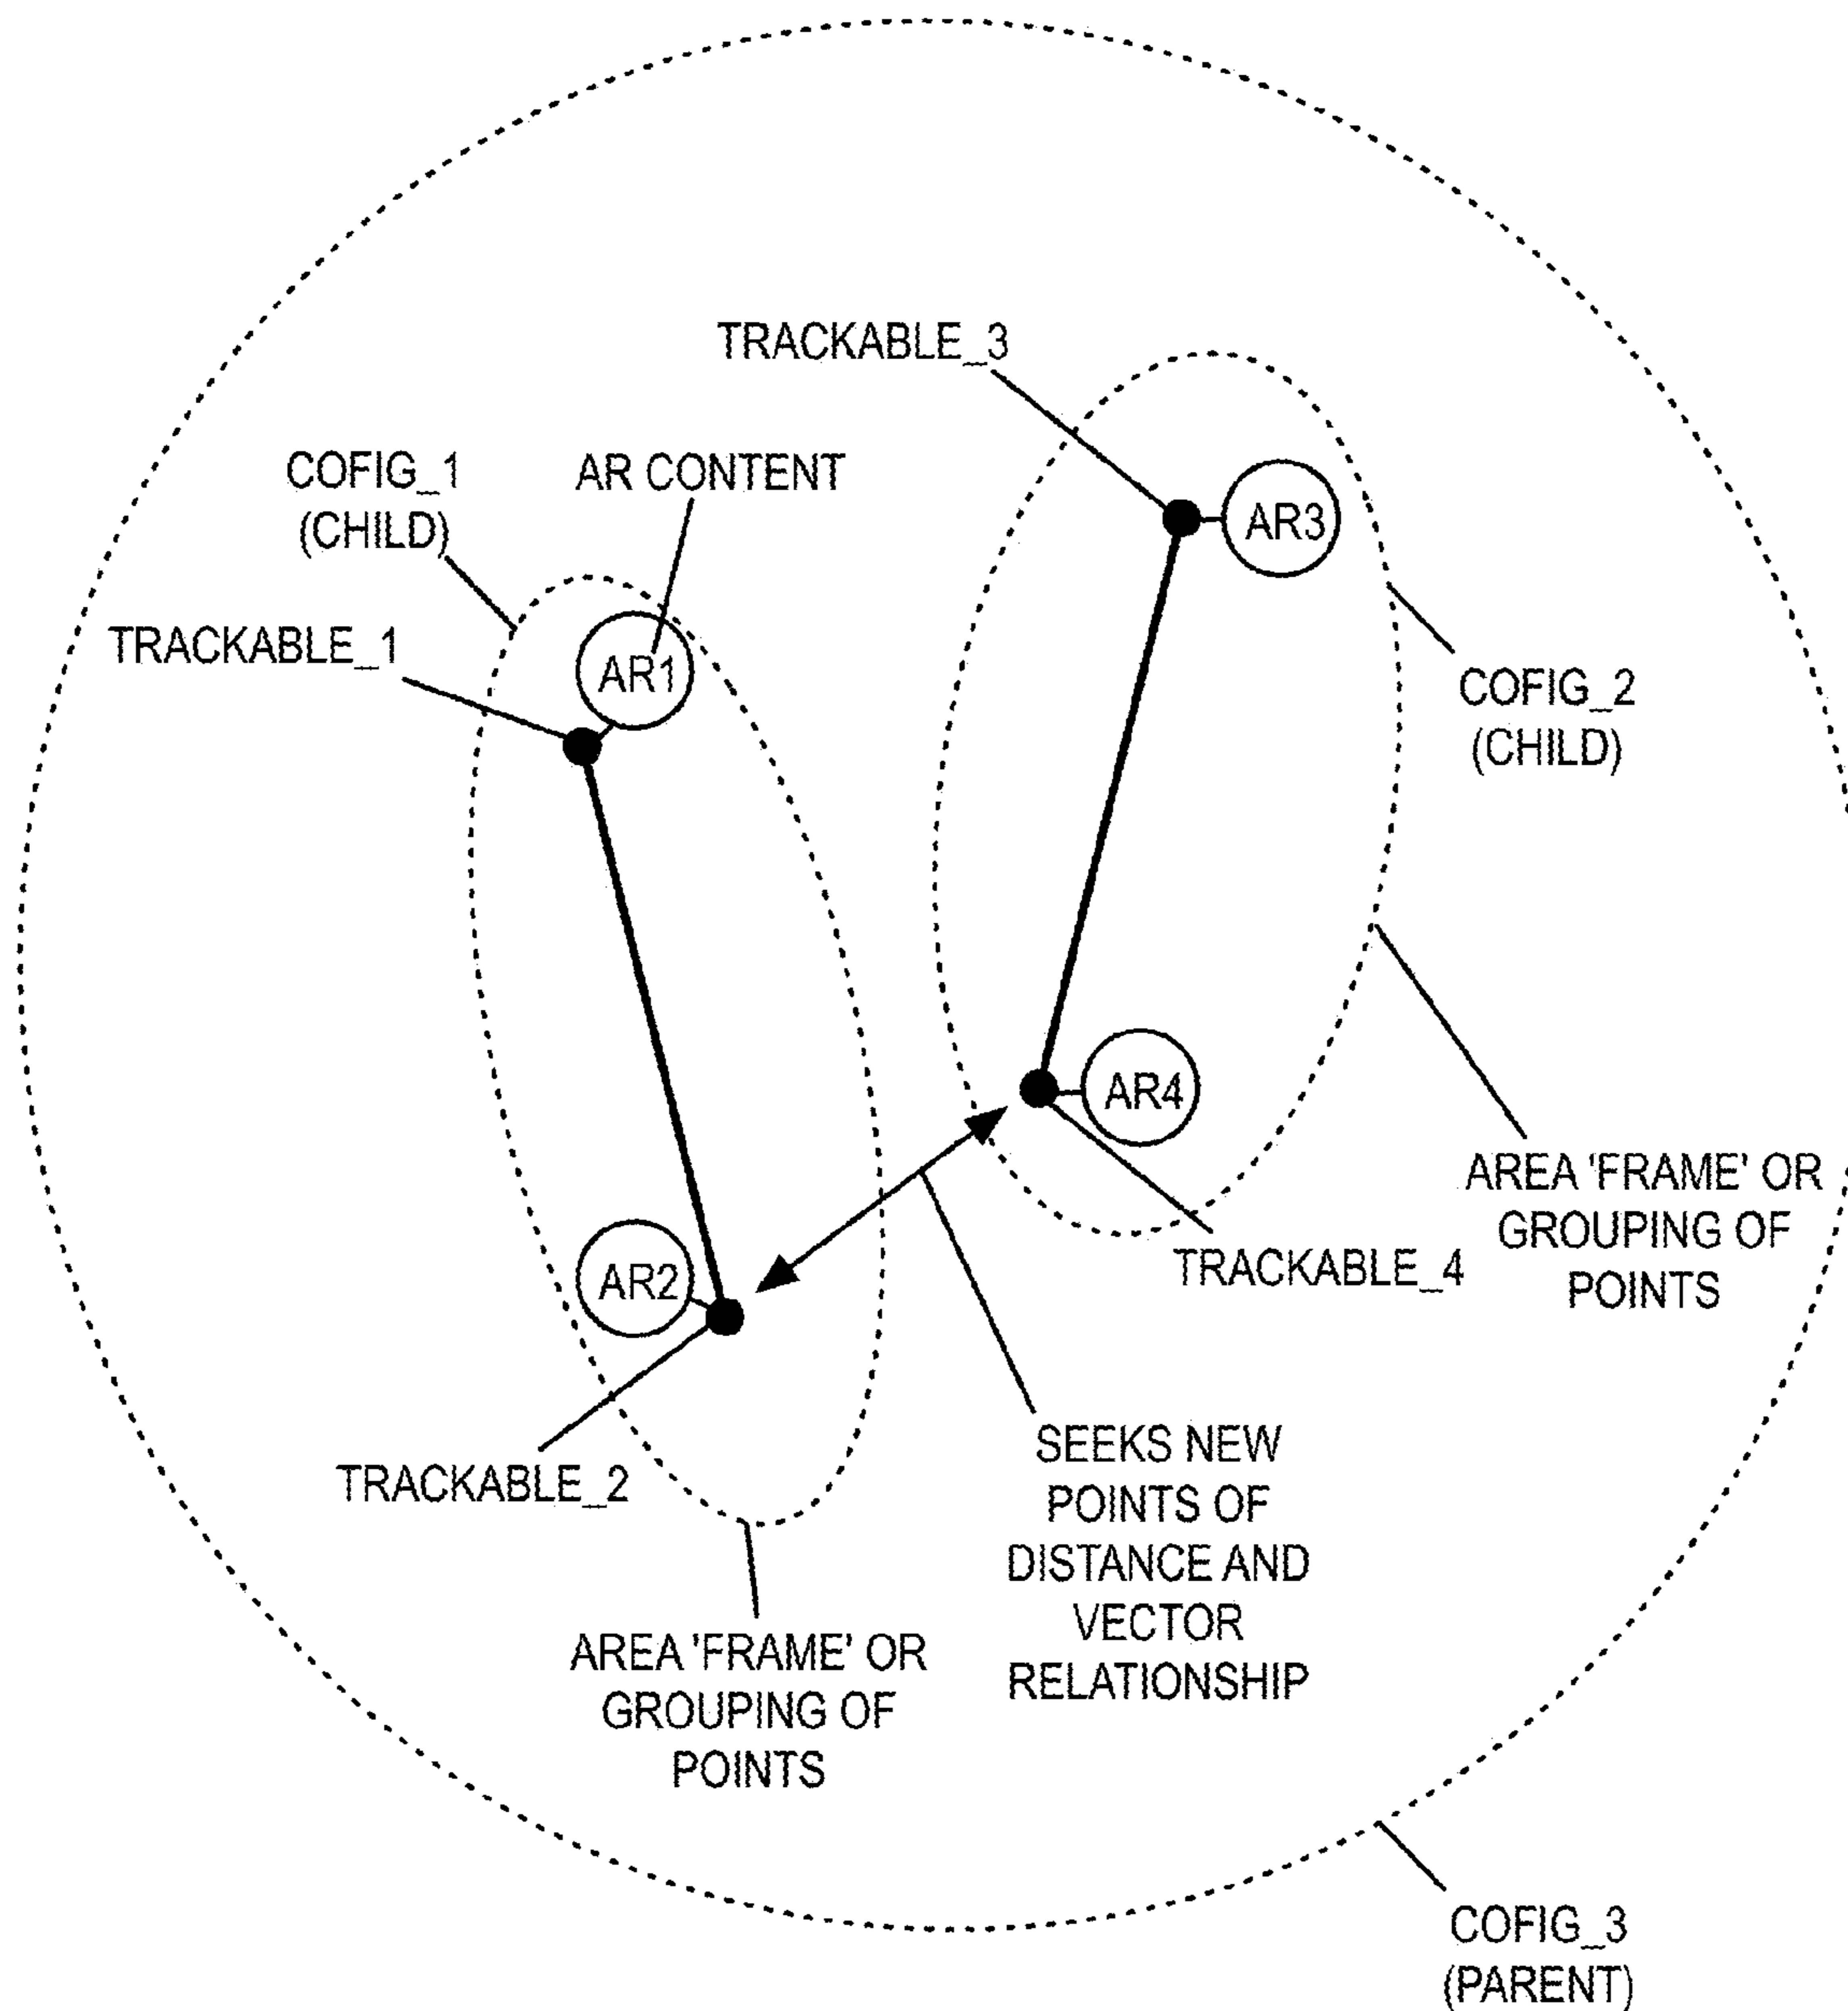 TRACKABLE_3
COFIG_1
(CHILD)
AR CONTENT
AR3
TRACKABLE_1
AR1
COFIG_2
(CHILD)
AR4
AREA 'FRAME' OR
GROUPING OF
POINTS
AR2
TRACKABLE_4
TRACKABLE_2
SEEKS NEW
POINTS OF
DISTANCE AND
VECTOR
RELATIONSHIP
AREA 'FRAME' OR
GROUPING OF
POINTS
COFIG_3
(PARENT)